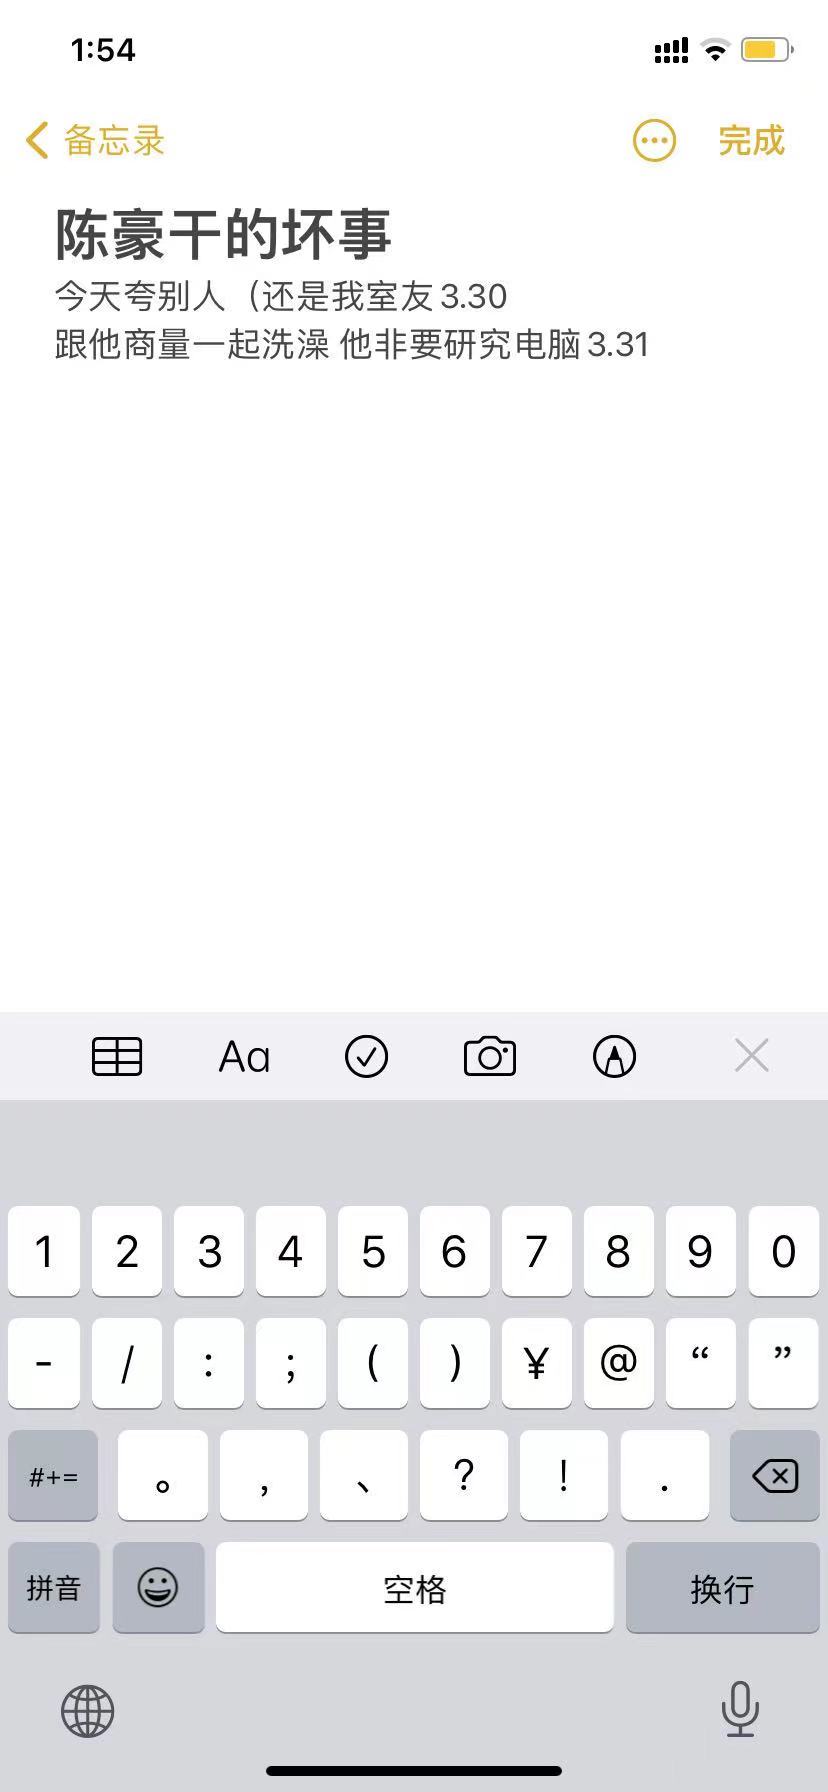 1:54
备忘录
完成
陈豪干的坏事
今天夸别人（还是我室友3.30
跟他商量一起洗澡 他非要研究电脑3.31
Aa
1 2 3 4 5 6 7 8 9 0
- / : ; ( ) ¥ @ “ ”
#+= 。 , 、 ? ! .
拼音 空格 换行